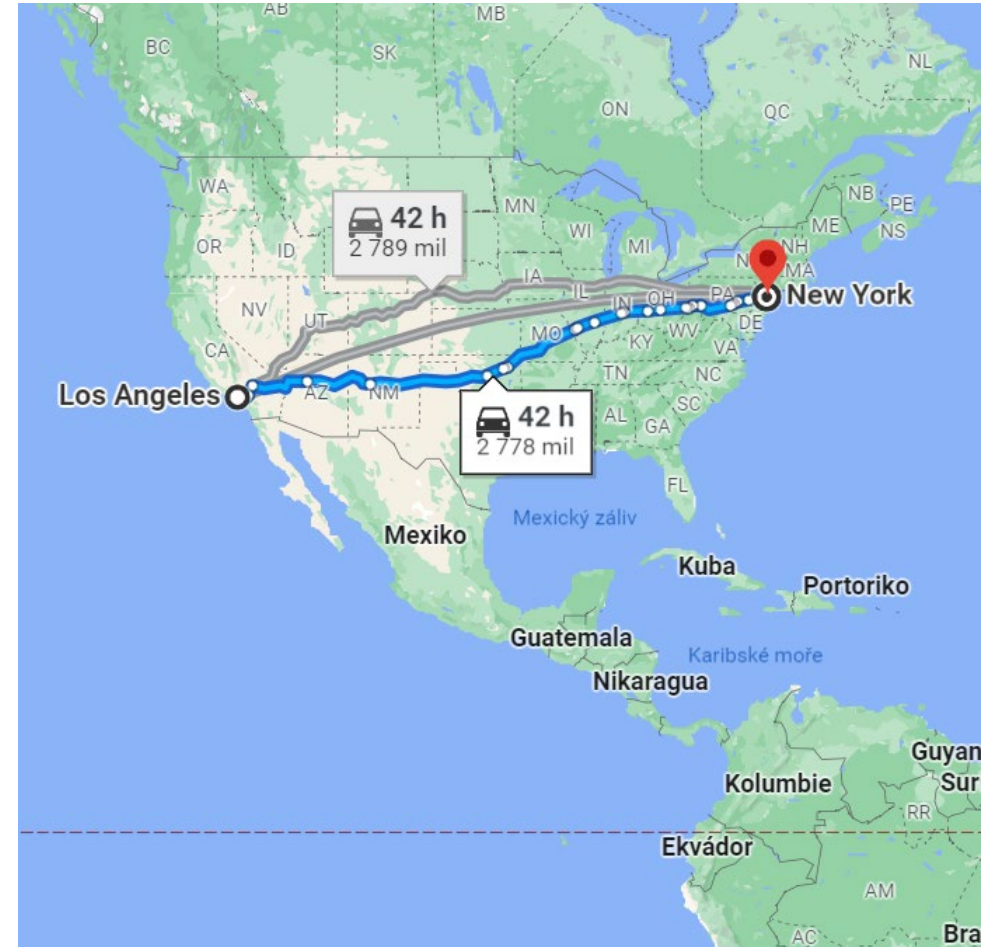 AB
MB
BC
SK
NL
ON
QC
WA
NB
PE
MN
ME
NS
42 h
2 789 mil
OR
ID
WI
MI
NH
MA
IA
NV
UT
IL
IN
OH
PA
New York
CA
MO
WV
DE
KY
VA
Los Angeles
AZ
NM
TN
NC
42 h
2 778 mil
AL
SC
GA
FL
Mexický záliv
Mexiko
Kuba
Portoriko
Guatemala
Karibské moře
Nikaragua
Guyan
Kolumbie
Sur
RR
Ekvádor
AM
AC
Bra